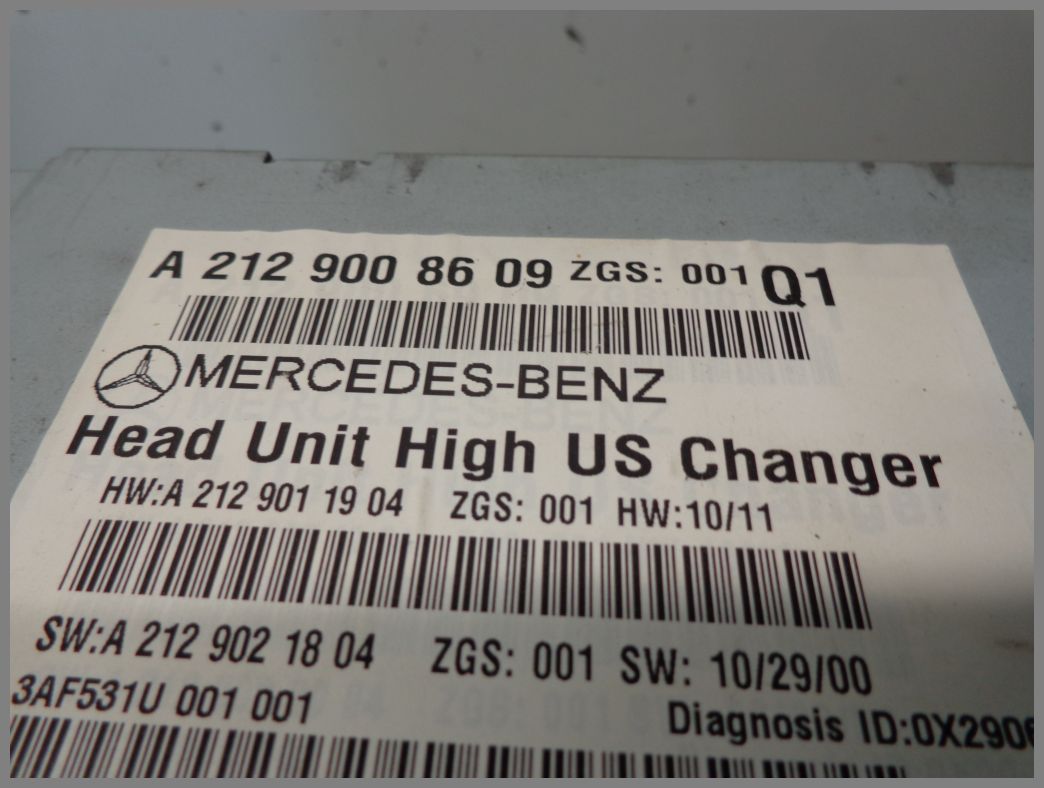 A 212 900 86 09 ZGS: 001 Q1
MERCEDES-BENZ
Head Unit High US Changer
HW:A 212 901 19 04 ZGS: 001 HW:10/11
SW:A 212 902 18 04 ZGS: 001 SW: 10/29/00
3AF531U 001 001
Diagnosis ID:0X2906